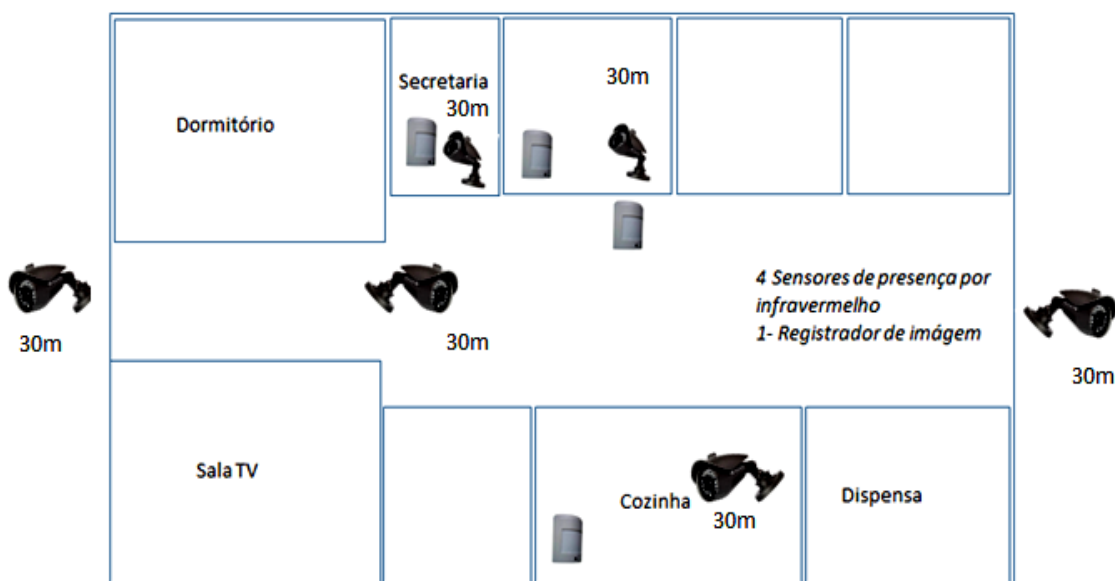 Secretaria
30m
30m
Dormitório
4 Sensores de presença por
infravermelho
1- Registrador de imágem
30m
30m
30m
Sala TV
Cozinha
30m
Dispensa